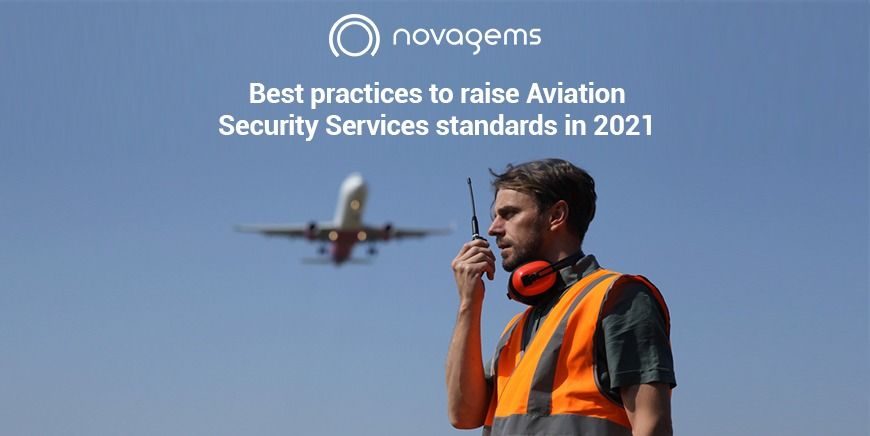 novagems
Best practices to raise Aviation
Security Services standards in 2021